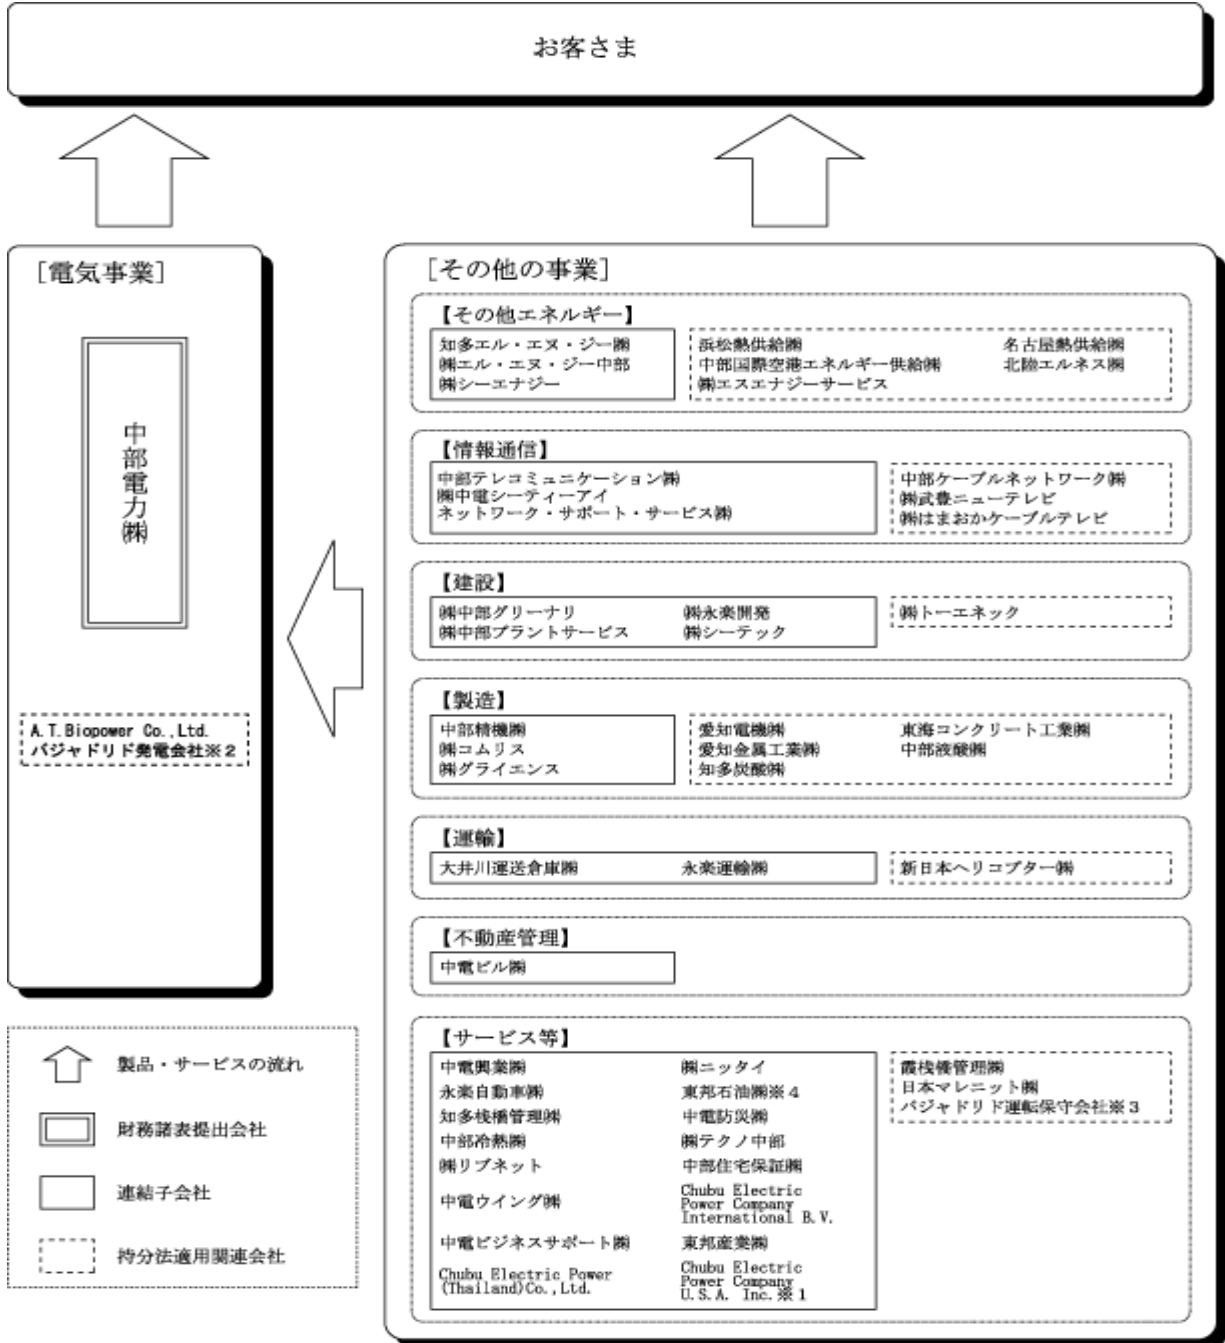 お客さま
[電気事業]
中部電力㈱
A.T.Biopower Co.,Ltd.
バジャドリド発電会社※2
[その他の事業]
【その他エネルギー】
知多エル・エヌ・ジー㈱
㈱エル・エヌ・ジー中部
㈱シーエナジー
浜松熱供給㈱ 名古屋熱供給㈱
中部国際空港エネルギー供給㈱ 北陸エルネス㈱
㈱エスエナジーサービス
【情報通信】
中部テレコミュニケーション㈱
㈱中電シーティーアイ
ネットワーク・サポート・サービス㈱
中部ケーブルネットワーク㈱
㈱武豊ニューテレビ
㈱はまおかケーブルテレビ
【建設】
㈱中部グリーナリ ㈱永楽開発
㈱中部プラントサービス ㈱シーテック
㈱トーエネック
【製造】
中部精機㈱
㈱コムリス
㈱グライエンス
愛知電機㈱ 東海コンクリート工業㈱
愛知金属工業㈱ 中部液酸㈱
知多炭酸㈱
【運輸】
大井川運送倉庫㈱ 永楽運輸㈱
新日本ヘリコプター㈱
【不動産管理】
中電ビル㈱
【サービス等】
中電興業㈱ ㈱ニッタイ
永楽自動車㈱ 東邦石油㈱※4
知多桟橋管理㈱ 中電防災㈱
中部冷熱㈱ ㈱テクノ中部
㈱リブネット 中部住宅保証㈱
中電ウイング㈱
Chubu Electric
Power Company
International B.V.
中電ビジネスサポート㈱ 東邦産業㈱
Chubu Electric Power
(Thailand)Co.,Ltd.
Chubu Electric
Power Company
U.S.A. Inc.※1
霞桟橋管理㈱
日本マレニット㈱
バジャドリド運転保守会社※3
製品・サービスの流れ
財務諸表提出会社
連結子会社
持分法適用関連会社